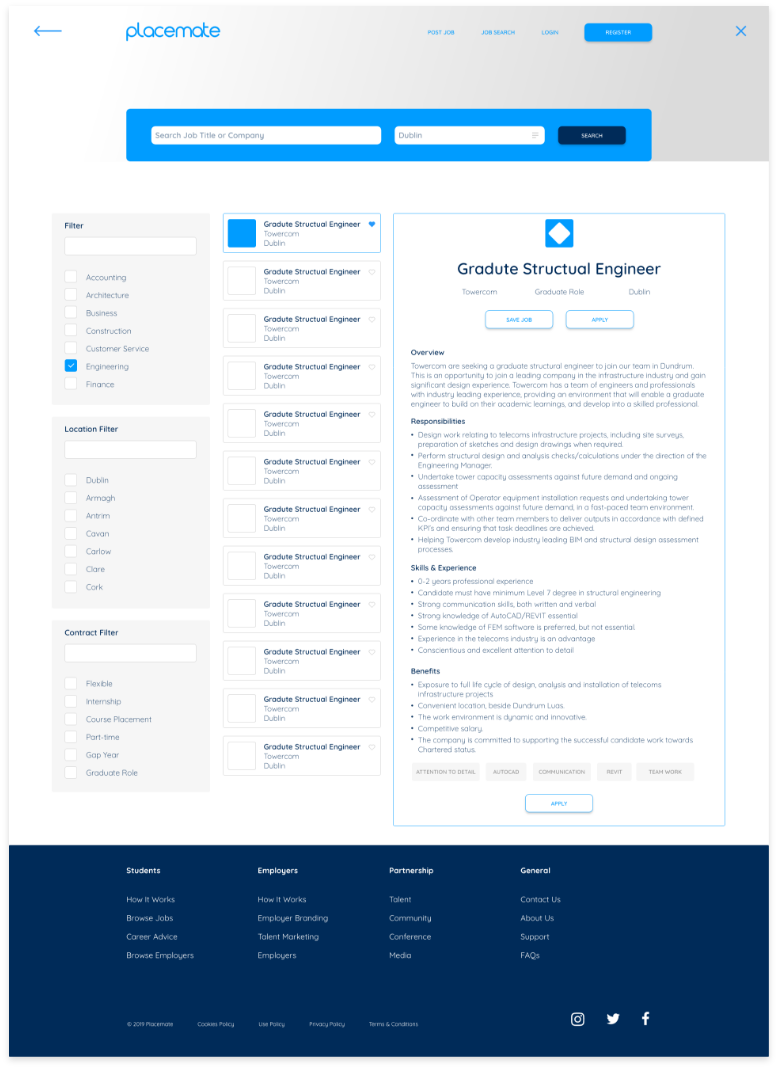 placemate
POST JOB
JOB SEARCH
LOGIN
REGISTER
Search Job Title or Company
Dublin
SEARCH
Filter
Accounting
Architecture
Business
Construction
Customer Service
Engineering
Finance
Location Filter
Dublin
Armagh
Antrim
Cavan
Carlow
Clare
Cork
Contract Filter
Flexible
Internship
Course Placement
Part-time
Gap Year
Graduate Role
Gradute Structual Engineer
Towercom
Dublin
Gradute Structual Engineer
Towercom
Dublin
Gradute Structual Engineer
Towercom
Dublin
Gradute Structual Engineer
Towercom
Dublin
Gradute Structual Engineer
Towercom
Dublin
Gradute Structual Engineer
Towercom
Dublin
Gradute Structual Engineer
Towercom
Dublin
Gradute Structual Engineer
Towercom
Dublin
Gradute Structual Engineer
Towercom
Dublin
Gradute Structual Engineer
Towercom
Dublin
Gradute Structual Engineer
Towercom
Dublin
Gradute Structual Engineer
Towercom
Dublin
Gradute Structual Engineer
Towercom Graduate Role Dublin
SAVE JOB
APPLY
Overview
Towercom are seeking a graduate structural engineer to join our team in Dundrum.
This is an opportunity to join a leading company in the infrastructure industry and gain
significant design experience. Towercom has a team of engineers and professionals
with industry leading experience, providing an environment that will enable a graduate
engineer to build on their academic learnings, and develop into a skilled professional.
Responsibilities
• Design work relating to telecoms infrastructure projects, including site surveys,
preparation of sketches and design drawings when required.
• Perform structural design and analysis checks/calculations under the direction of the
Engineering Manager.
• Undertake tower capacity assessments against future demand and ongoing
assessment
• Assessment of Operator equipment installation requests and undertaking tower
capacity assessments against future demand, in a fast-paced team environment.
• Co-ordinate with other team members to deliver outputs in accordance with defined
KPI's and ensuring that task deadlines are achieved.
• Helping Towercom develop industry leading BIM and structural design assessment
processes.
Skills & Experience
• 0-2 years professional experience
• Candidate must have minimum Level 7 degree in structural engineering
• Strong communication skills, both written and verbal
• Strong knowledge of AutoCAD/REVIT essential
• Some knowledge of FEM software is preferred, but not essential.
• Experience in the telecoms industry is an advantage
• Conscientious and excellent attention to detail
Benefits
• Exposure to full life cycle of design, analysis and installation of telecoms
infrastructure projects
• Convenient location, beside Dundrum Luas.
• The work environment is dynamic and innovative.
• Competitive salary.
• The company is committed to supporting the successful candidate work towards
Chartered status.
ATTENTION TO DETAIL
AUTOCAD
COMMUNICATION
REVIT
TEAM WORK
APPLY
Students
How It Works
Browse Jobs
Career Advice
Browse Employers
Employers
How It Works
Employer Branding
Talent Marketing
Employers
Partnership
Talent
Community
Conference
Media
General
Contact Us
About Us
Support
FAQs
© 2019 Placemate
Cookies Policy
Use Policy
Privacy Policy
Terms & Conditions